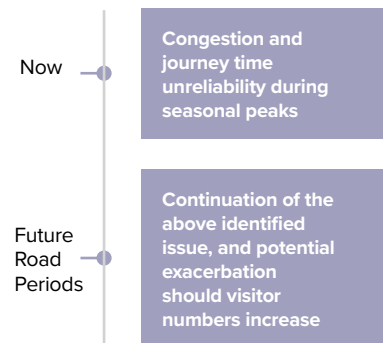 Now
Congestion and
journey time
unreliability during
seasonal peaks
Future
Road
Periods
Continuation of the
above identified
issue, and potential
exacerbation
should visitor
numbers increase